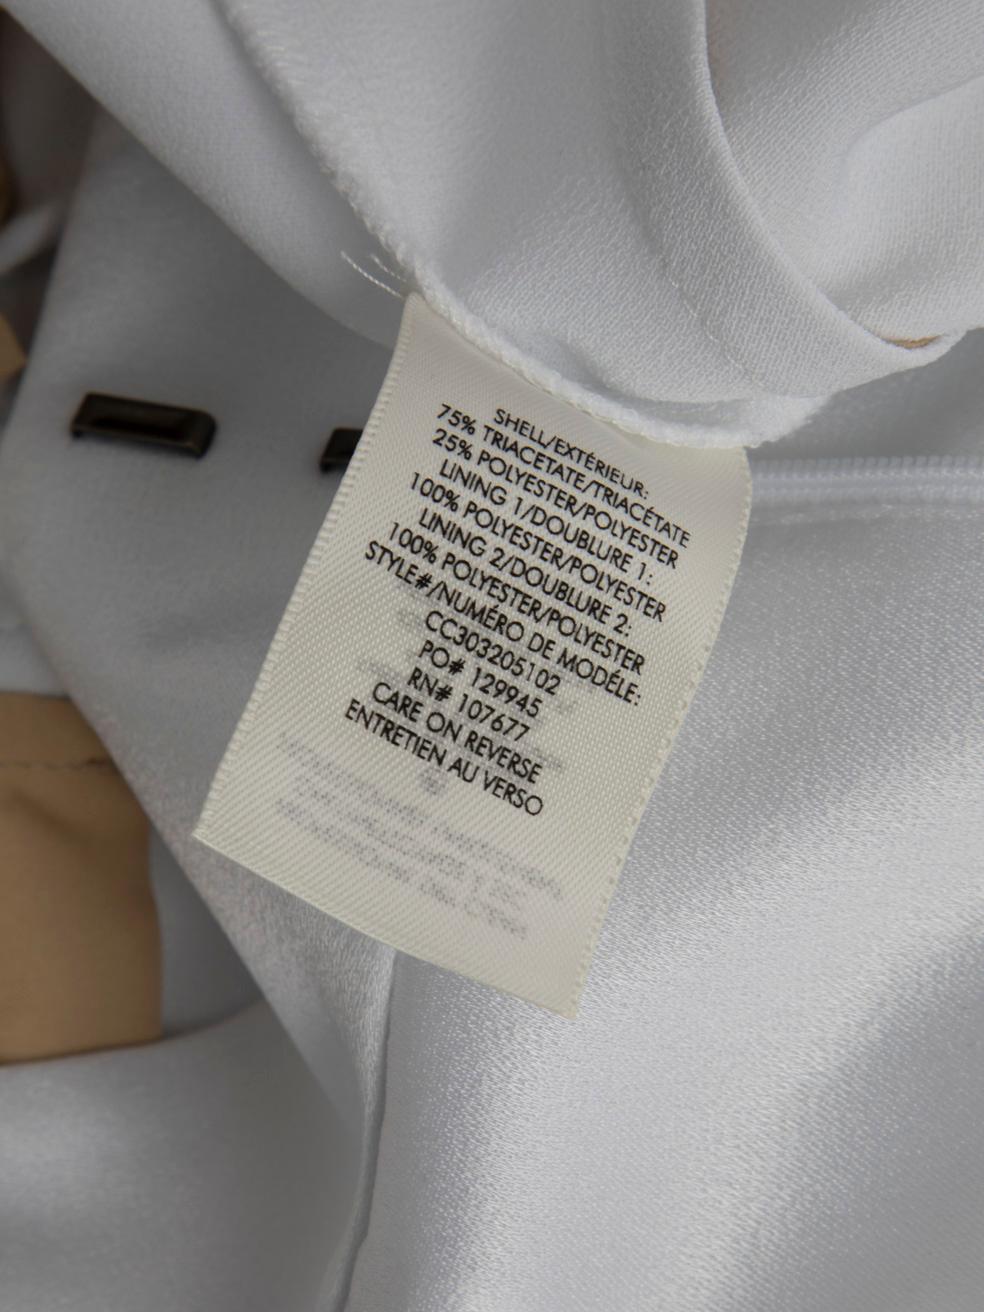 SHELL/EXTÉRIEUR:
75% TRIACETATE/TRIACÉTATE
25% POLYESTER/POLYESTER
LINING 1/DOUBLURE 1:
100% POLYESTER/POLYESTER
LINING 2/DOUBLURE 2:
100% POLYESTER/POLYESTER
STYLE#/NUMÉRO DE MODÉLE:
CC303205102
PO# 129945
RN# 107677
CARE ON REVERSE
ENTRETIEN AU VERSO